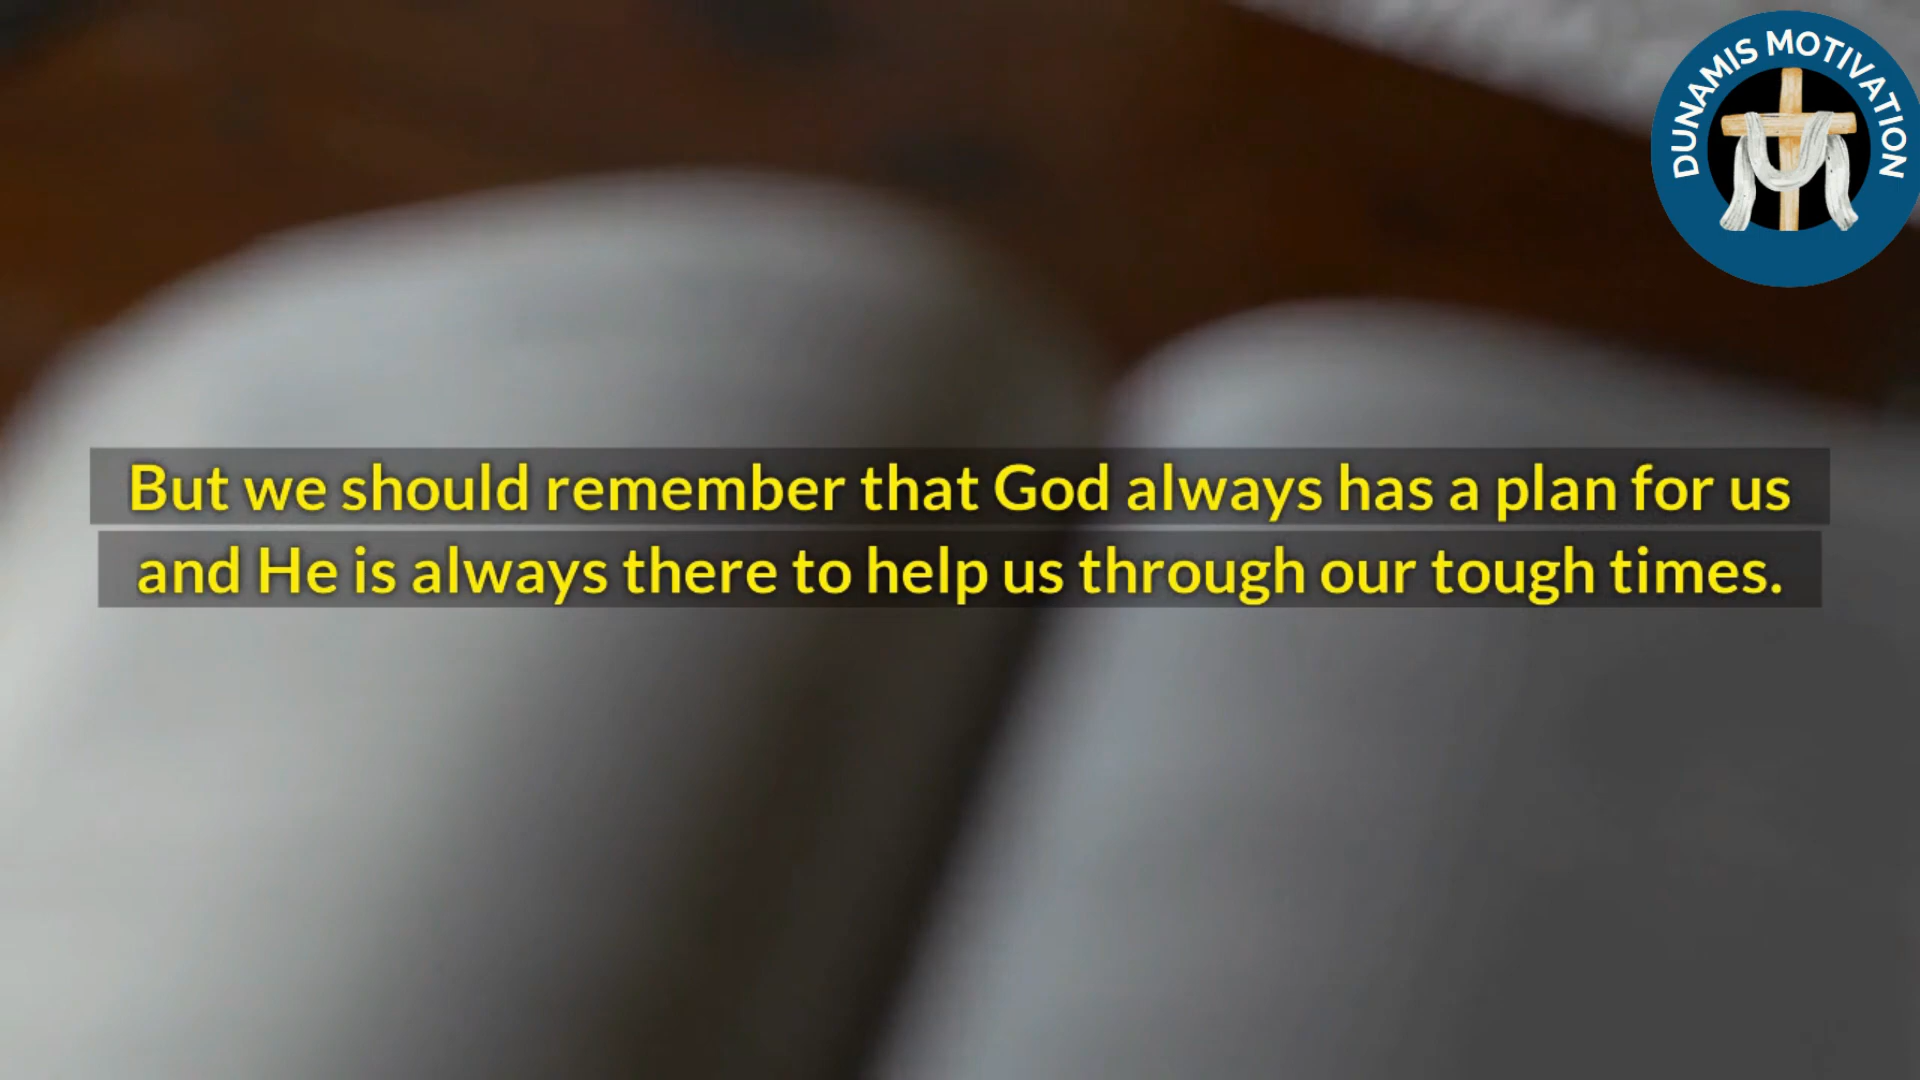 DUNAMIS MOTIVATION
But we should remember that God always has a plan for us
and He is always there to help us through our tough times.